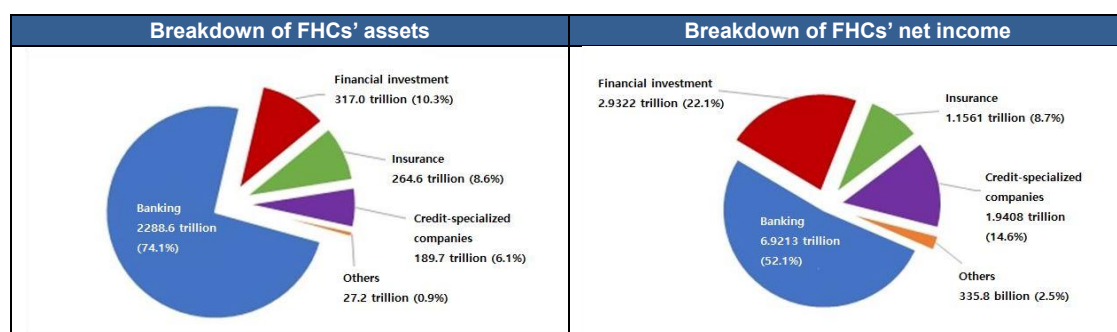 Breakdown of FHCs’ assets
Financial investment
317.0 trillion (10.3%)
Insurance
264.6 trillion (8.6%)
Banking
2288.6 trillion
(74.1%)
Credit-specialized
companies
189.7 trillion (6.1%)
Others
27.2 trillion (0.9%)
Breakdown of FHCs’ net income
Financial investment
2.9322 trillion (22.1%)
Insurance
1.1561 trillion (8.7%)
Credit-specialized
companies
1.9408 trillion
(14.6%)
Banking
6.9213 trillion
(52.1%)
Others
335.8 billion (2.5%)